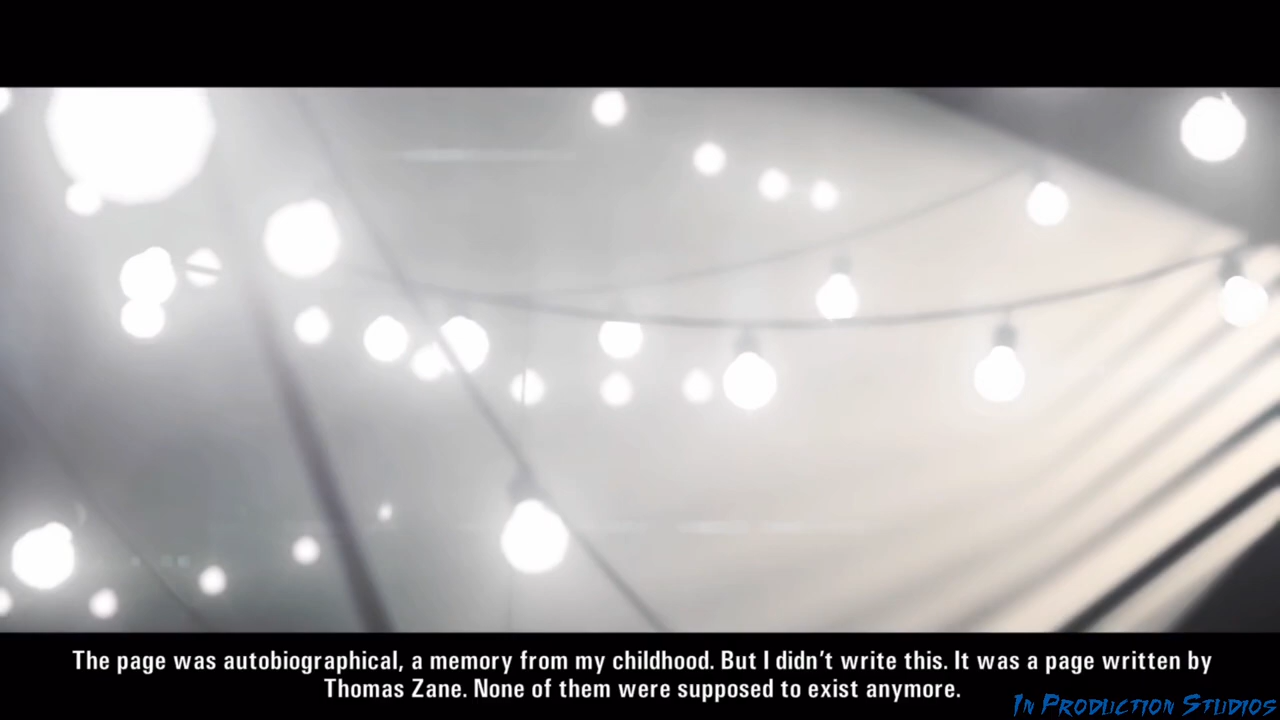 The page was autobiographical, a memory from my childhood. But I didn't write this. It was a page written by
Thomas Zane. None of them were supposed to exist anymore.
In Production Studios